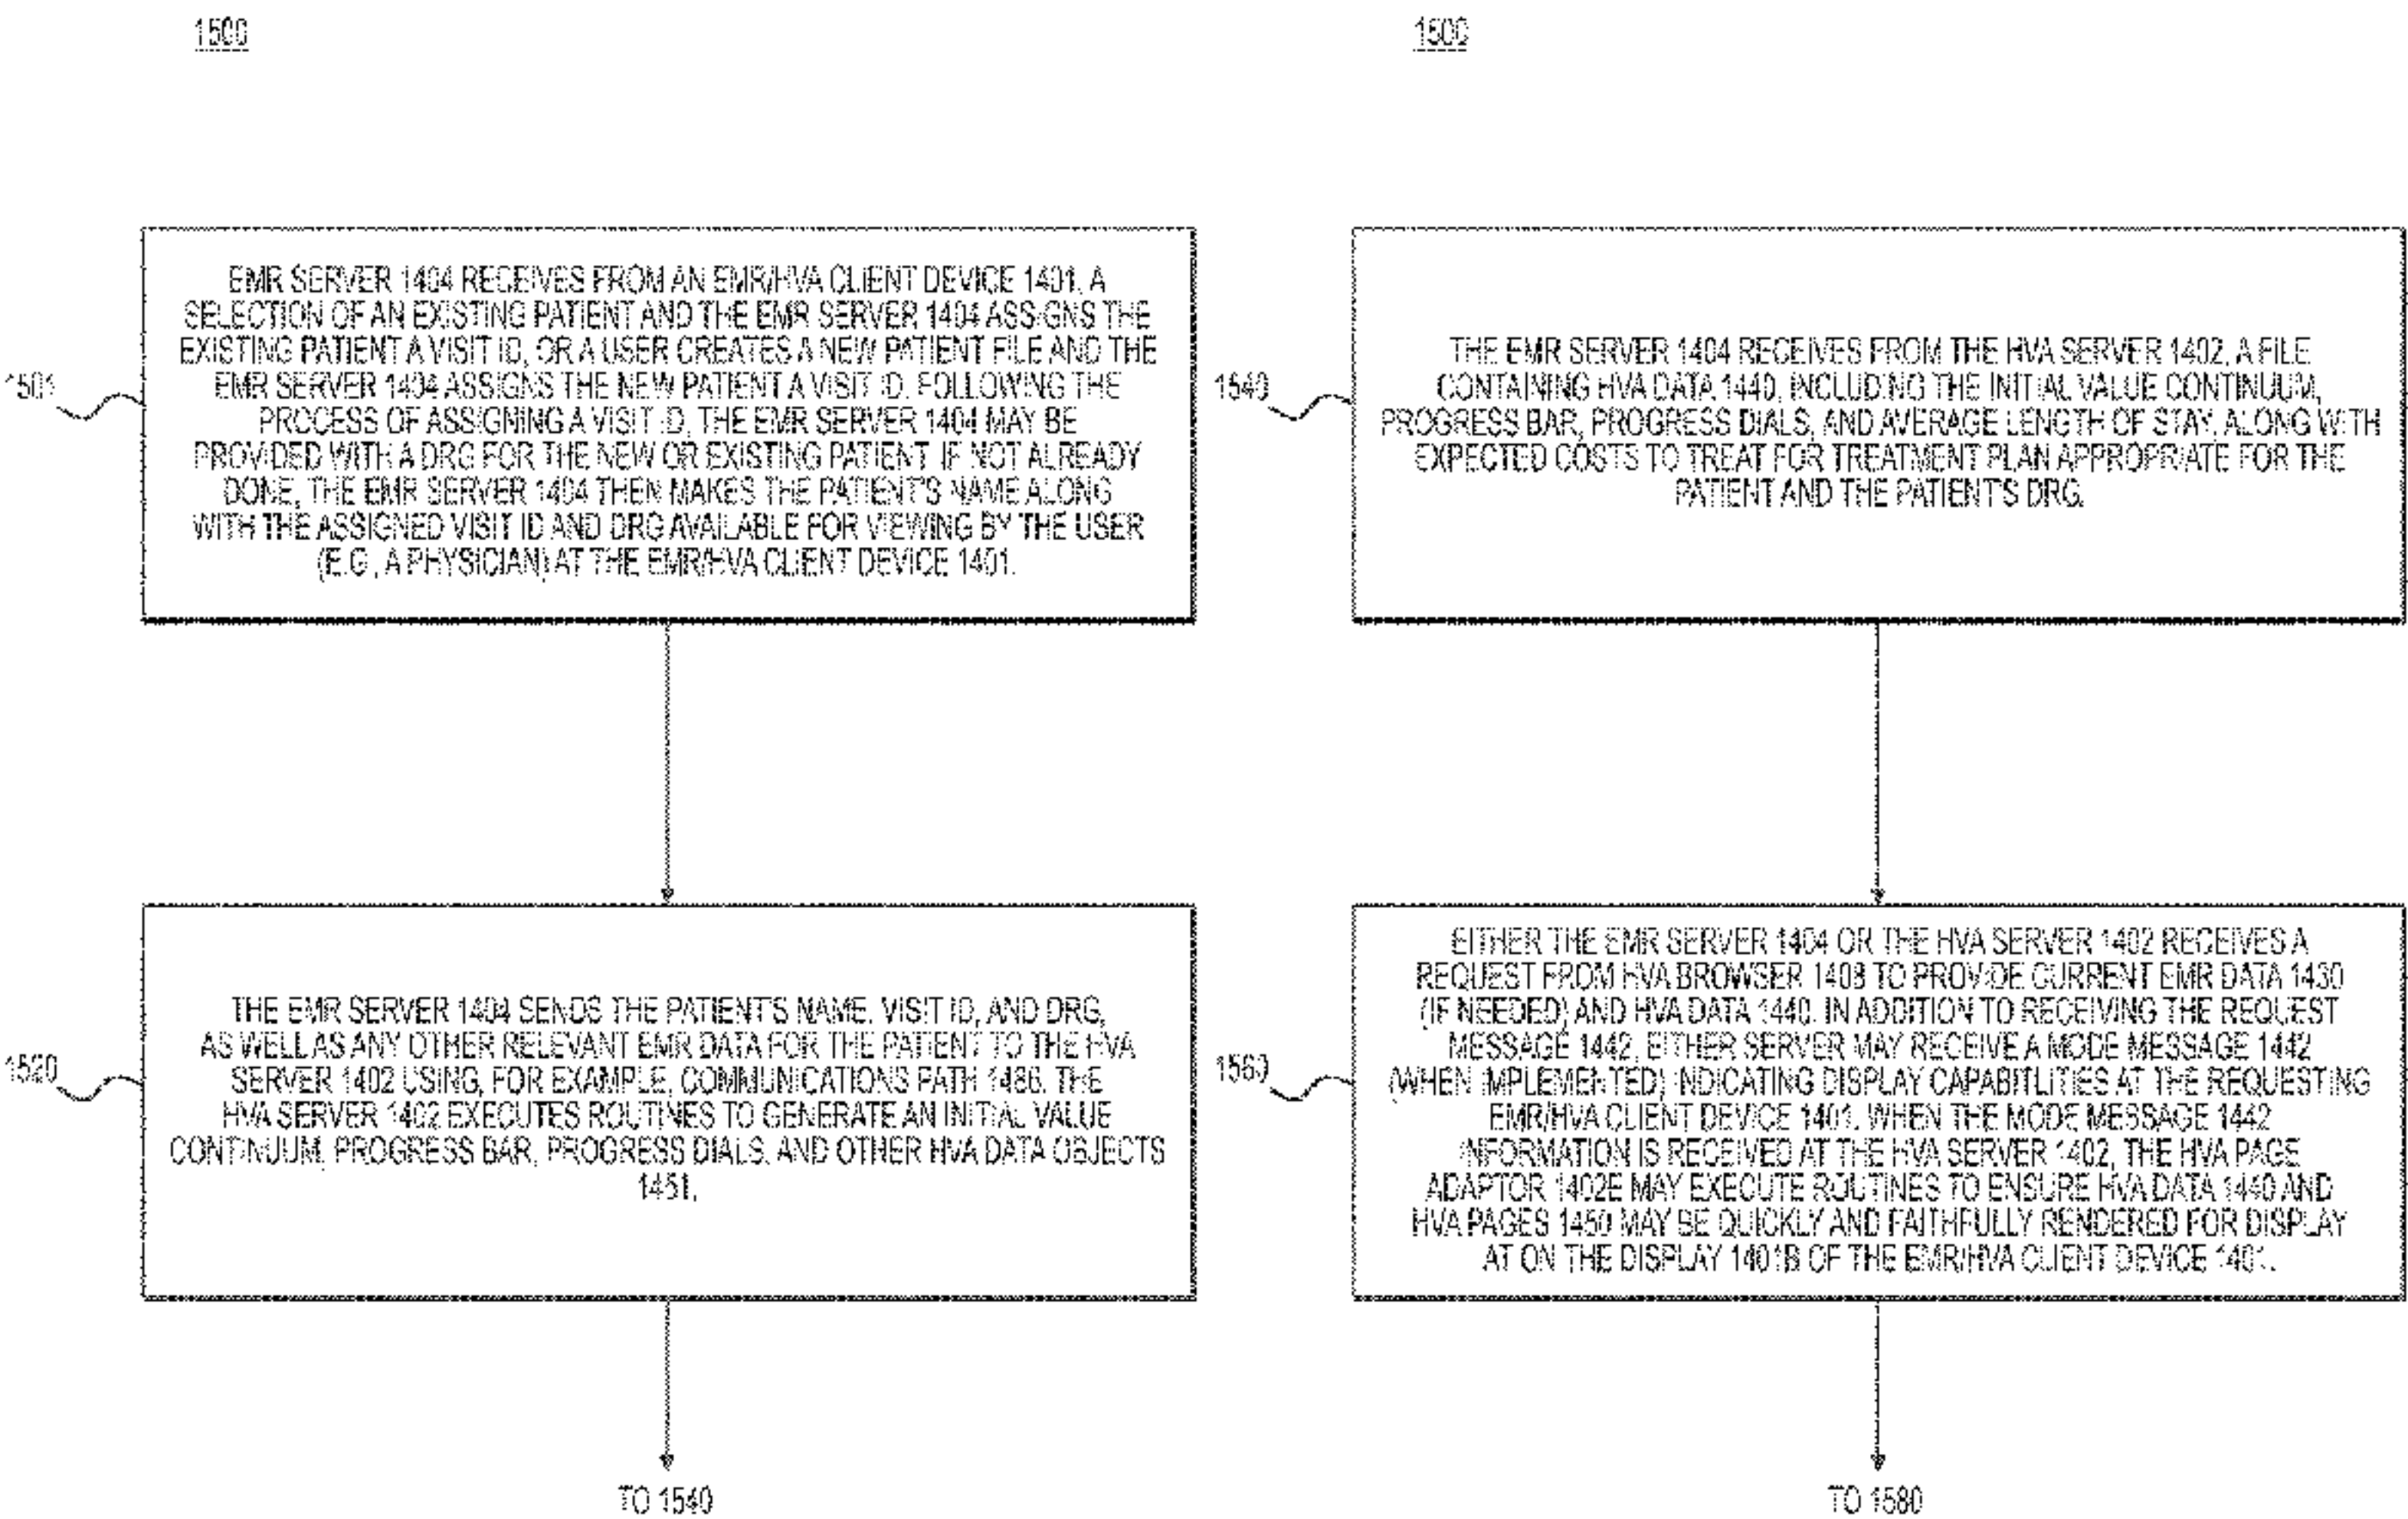 1500
1501
EMR SERVER 1404 RECEIVES FROM AN EMR/HVA CLIENT DEVICE 1401, A
SELECTION OF AN EXISTING PATIENT AND THE EMR SERVER 1404 ASSIGNS THE
EXISTING PATIENT A VISIT ID, OR A USER CREATES A NEW PATIENT FILE AND THE
EMR SERVER 1404 ASSIGNS THE NEW PATIENT A VISIT ID. FOLLOWING THE
PROCESS OF ASSIGNING A VISIT ID, THE EMR SERVER 1404 MAY BE
PROVIDED WITH A DRG FOR THE NEW OR EXISTING PATIENT. IF NOT ALREADY
DONE, THE EMR SERVER 1404 THEN MAKES THE PATIENT'S NAME ALONG
WITH THE ASSIGNED VISIT ID AND DRG AVAILABLE FOR VIEWING BY THE USER
(E.G., A PHYSICIAN) AT THE EMR/HVA CLIENT DEVICE 1401.
1520
THE EMR SERVER 1404 SENDS THE PATIENT'S NAME, VISIT ID, AND DRG,
AS WELL AS ANY OTHER RELEVANT EMR DATA FOR THE PATIENT TO THE HVA
SERVER 1402 USING, FOR EXAMPLE, COMMUNICATIONS PATH 1486. THE
HVA SERVER 1402 EXECUTES ROUTINES TO GENERATE AN INITIAL VALUE
CONTINUUM, PROGRESS BAR, PROGRESS DIALS, AND OTHER HVA DATA OBJECTS
1451.
TO 1540
1500
1540
THE EMR SERVER 1404 RECEIVES FROM THE HVA SERVER 1402, A FILE
CONTAINING HVA DATA 1440, INCLUDING THE INITIAL VALUE CONTINUUM,
PROGRESS BAR, PROGRESS DIALS, AND AVERAGE LENGTH OF STAY, ALONG WITH
EXPECTED COSTS TO TREAT FOR TREATMENT PLAN APPROPRIATE FOR THE
PATIENT AND THE PATIENT'S DRG.
1560
EITHER THE EMR SERVER 1404 OR THE HVA SERVER 1402 RECEIVES A
REQUEST FROM HVA BROWSER 1408 TO PROVIDE CURRENT EMR DATA 1430
(IF NEEDED) AND HVA DATA 1440. IN ADDITION TO RECEIVING THE REQUEST
MESSAGE 1442, EITHER SERVER MAY RECEIVE A MODE MESSAGE 1442
(WHEN IMPLEMENTED) INDICATING DISPLAY CAPABITLITIES AT THE REQUESTING
EMR/HVA CLIENT DEVICE 1401. WHEN THE MODE MESSAGE 1442
INFORMATION IS RECEIVED AT THE HVA SERVER 1402, THE HVA PAGE
ADAPTOR 1402E MAY EXECUTE ROUTINES TO ENSURE HVA DATA 1440 AND
HVA PAGES 1450 MAY BE QUICKLY AND FAITHFULLY RENDERED FOR DISPLAY
AT ON THE DISPLAY 1401B OF THE EMR/HVA CLIENT DEVICE 1401.
TO 1580